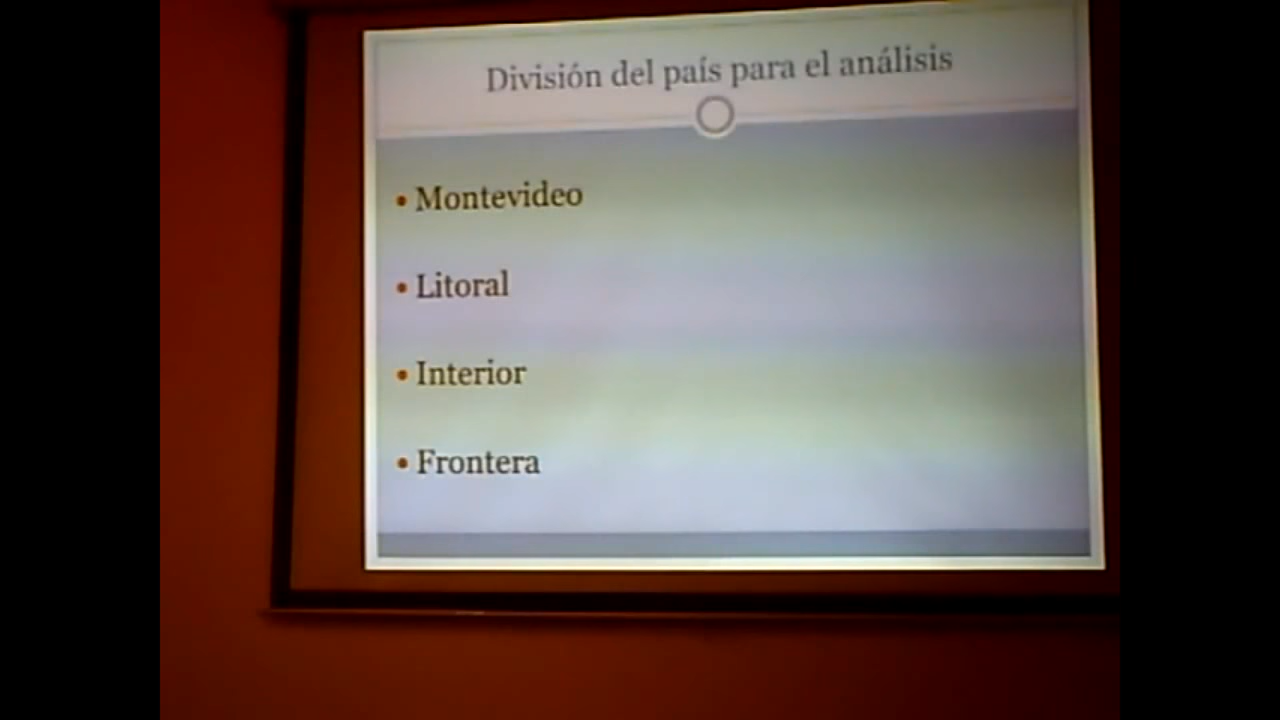 División del país para el análisis
• Montevideo
• Litoral
• Interior
• Frontera